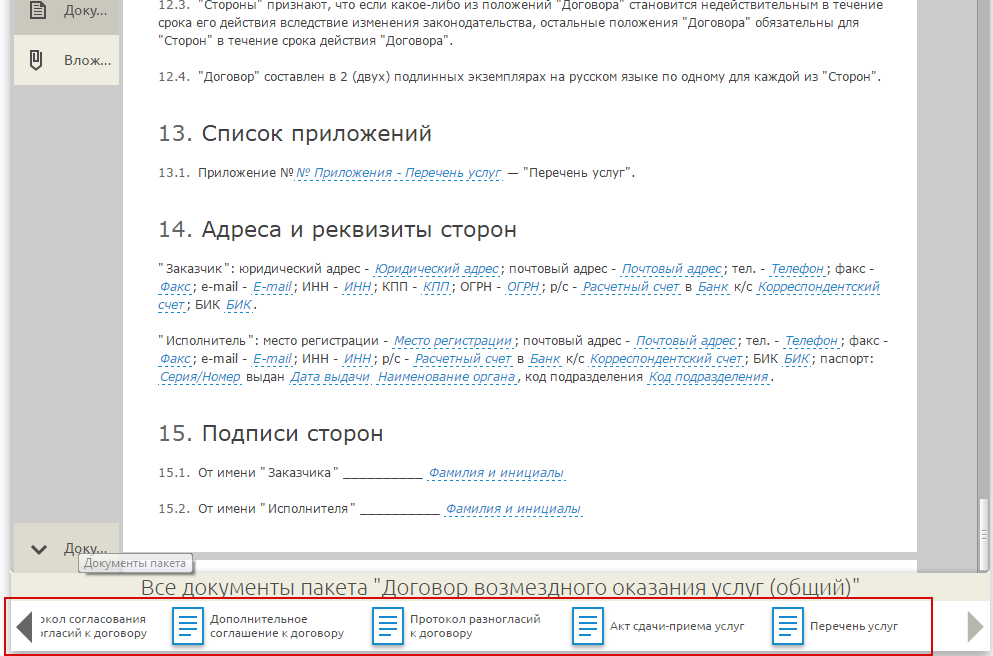 12.3. "Стороны" признают, что если какое-либо из положений "Договора" становится недействительным в течение
срока его действия вследствие изменения законодательства, остальные положения "Договора" обязательны для
"Сторон" в течение срока действия "Договора".
Доку...
Влож...
12.4. "Договор" составлен в 2 (двух) подлинных экземплярах на русском языке по одному для каждой из "Сторон".
13. Список приложений
13.1. Приложение №№ Приложения - Перечень услуг — "Перечень услуг".
14. Адреса и реквизиты сторон
"Заказчик": юридический адрес - Юридический адрес; почтовый адрес - Почтовый адрес; тел. - Телефон; факс -
Факс; e-mail - E-mail; ИНН - ИНН; КПП - КПП; ОГРН - ОГРН; р/с - Расчетный счет в Банк к/с Корреспондентский
счет; БИК БИК.
"Исполнитель": место регистрации - Место регистрации; почтовый адрес - Почтовый адрес; тел. - Телефон; факс -
Факс; e-mail - E-mail; ИНН - ИНН; р/с - Расчетный счет в Банк к/с Корреспондентский счет; БИК БИК; паспорт:
Серия/Номер выдан Дата выдачи Наименование органа, код подразделения Код подразделения.
15. Подписи сторон
15.1. От имени "Заказчика" __________ Фамилия и инициалы
15.2. От имени "Исполнителя" __________ Фамилия и инициалы
Доку...
Документы пакета
Все документы пакета "Договор возмездного оказания услуг (общий)"
окол согласования
огласий к договору
Дополнительное
соглашение к договору
Протокол разногласий
к договору
Акт сдачи-приема услуг
Перечень услуг